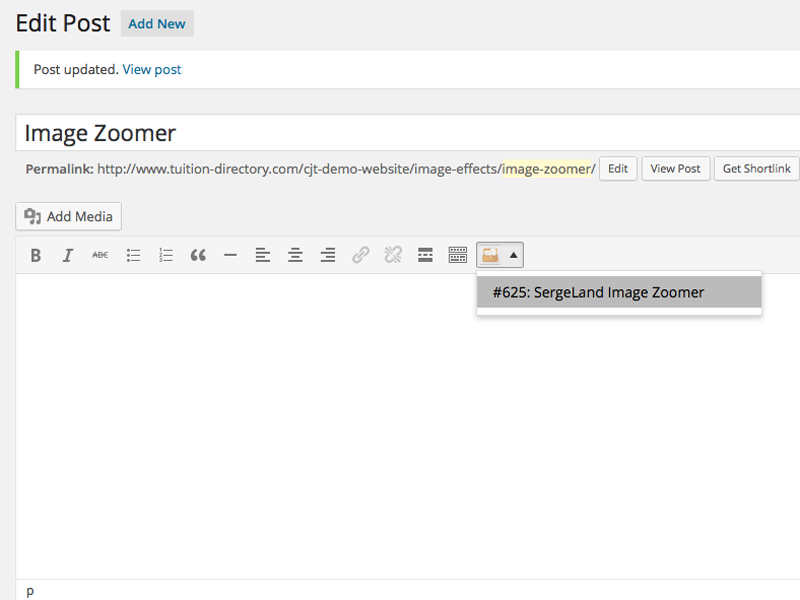 Edit Post Add New
Post updated. View post
Image Zoomer
Permalink: http://www.tuition-directory.com/cjt-demo-website/image-effects/image-zoomer/ Edit View Post Get Shortlink
Add Media
B I ABC
#625: SergeLand Image Zoomer
p